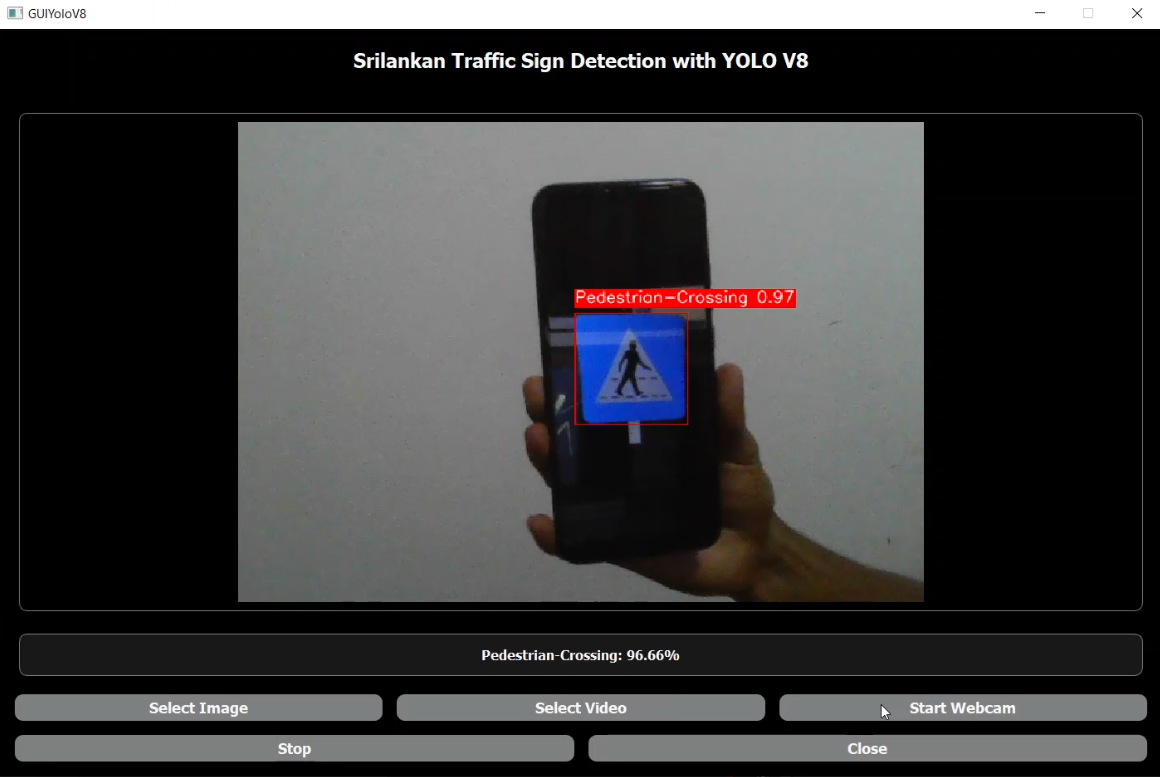 GUIYoloV8
Srilankan Traffic Sign Detection with YOLO V8
Pedestrian-Crossing 0.97
Pedestrian-Crossing: 96.66%
Select Image
Select Video
Start Webcam
Stop
Close